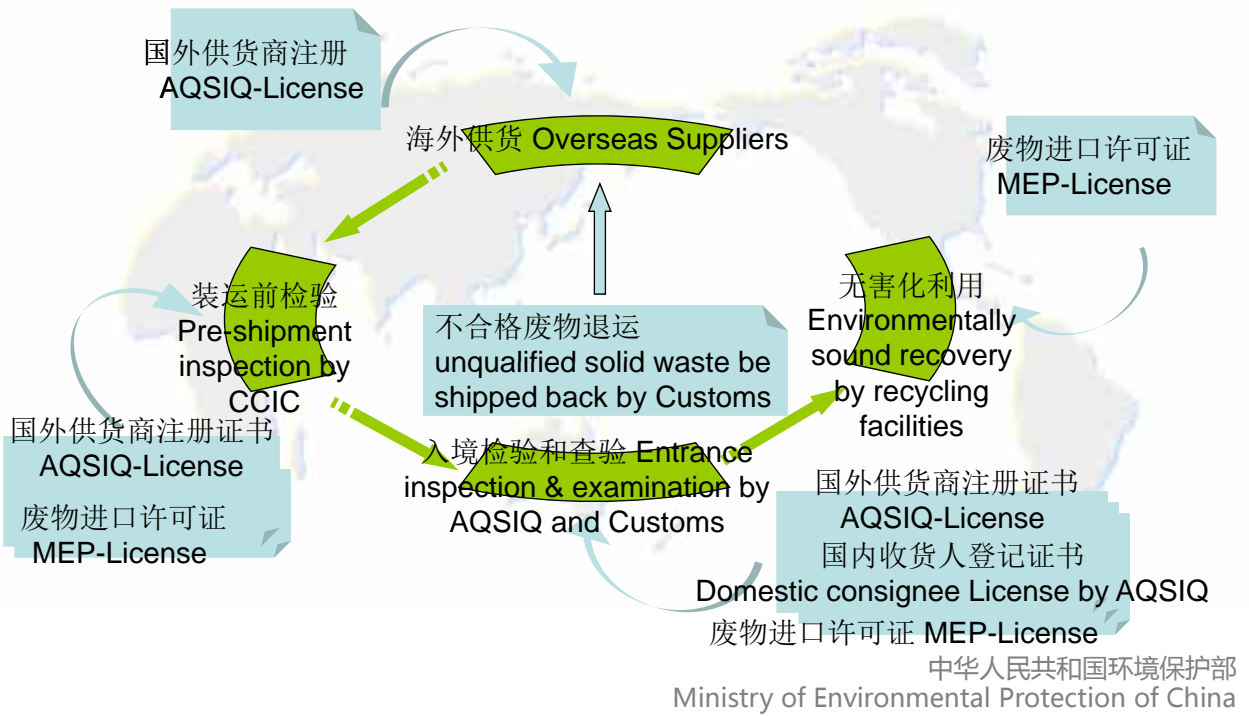 国外供货商注册
AQSIQ-License
海外供货 Overseas Suppliers
废物进口许可证
MEP-License
装运前检验
Pre-shipment
inspection by
CCIC
不合格废物退运
unqualified solid waste be
shipped back by Customs
无害化利用
Environmentally
sound recovery
by recycling
facilities
国外供货商注册证书
AQSIQ-License
废物进口许可证
MEP-License
入境检验和查验 Entrance
inspection & examination by
AQSIQ and Customs
国外供货商注册证书
AQSIQ-License
国内收货人登记证书
Domestic consignee License by AQSIQ
废物进口许可证 MEP-License
中华人民共和国环境保护部
Ministry of Environmental Protection of China